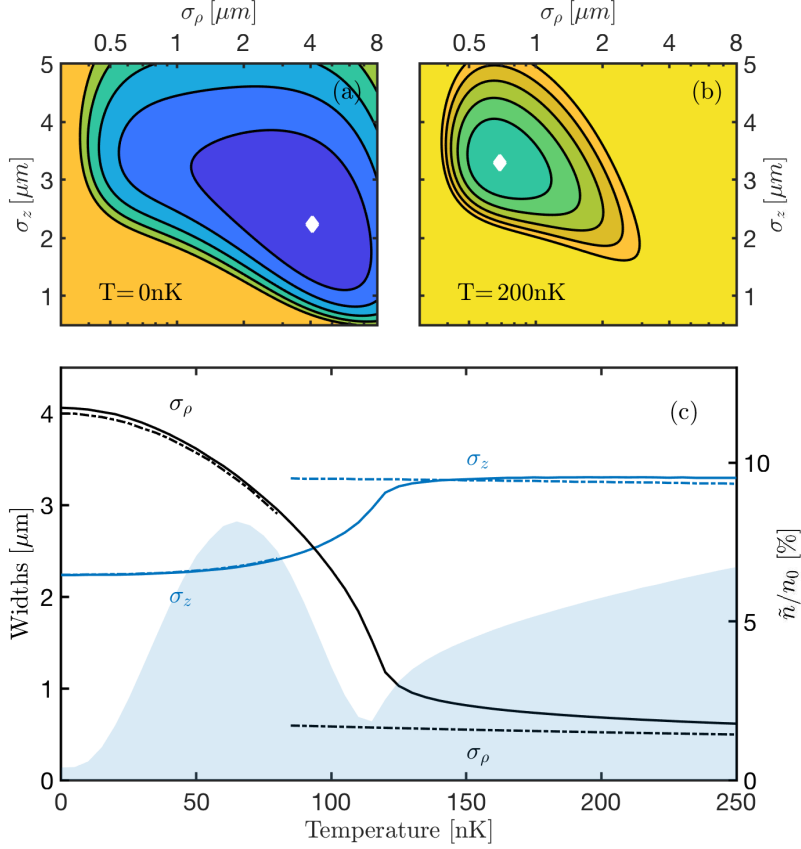 σρ [μm] σρ [μm]
0.5 1 2 4 8 0.5 1 2 4 8
5 (a) (b) 5
4 4
σz [μm] 3 3 σz [μm]
2 2
T= 0nK T= 200nK
1 1
(c)
σρ
4
σz
10
3
Widths [μm] ñ/n0 [%]
2 σz 5
1
σρ
0 0
0 50 100 150 200 250
Temperature [nK]